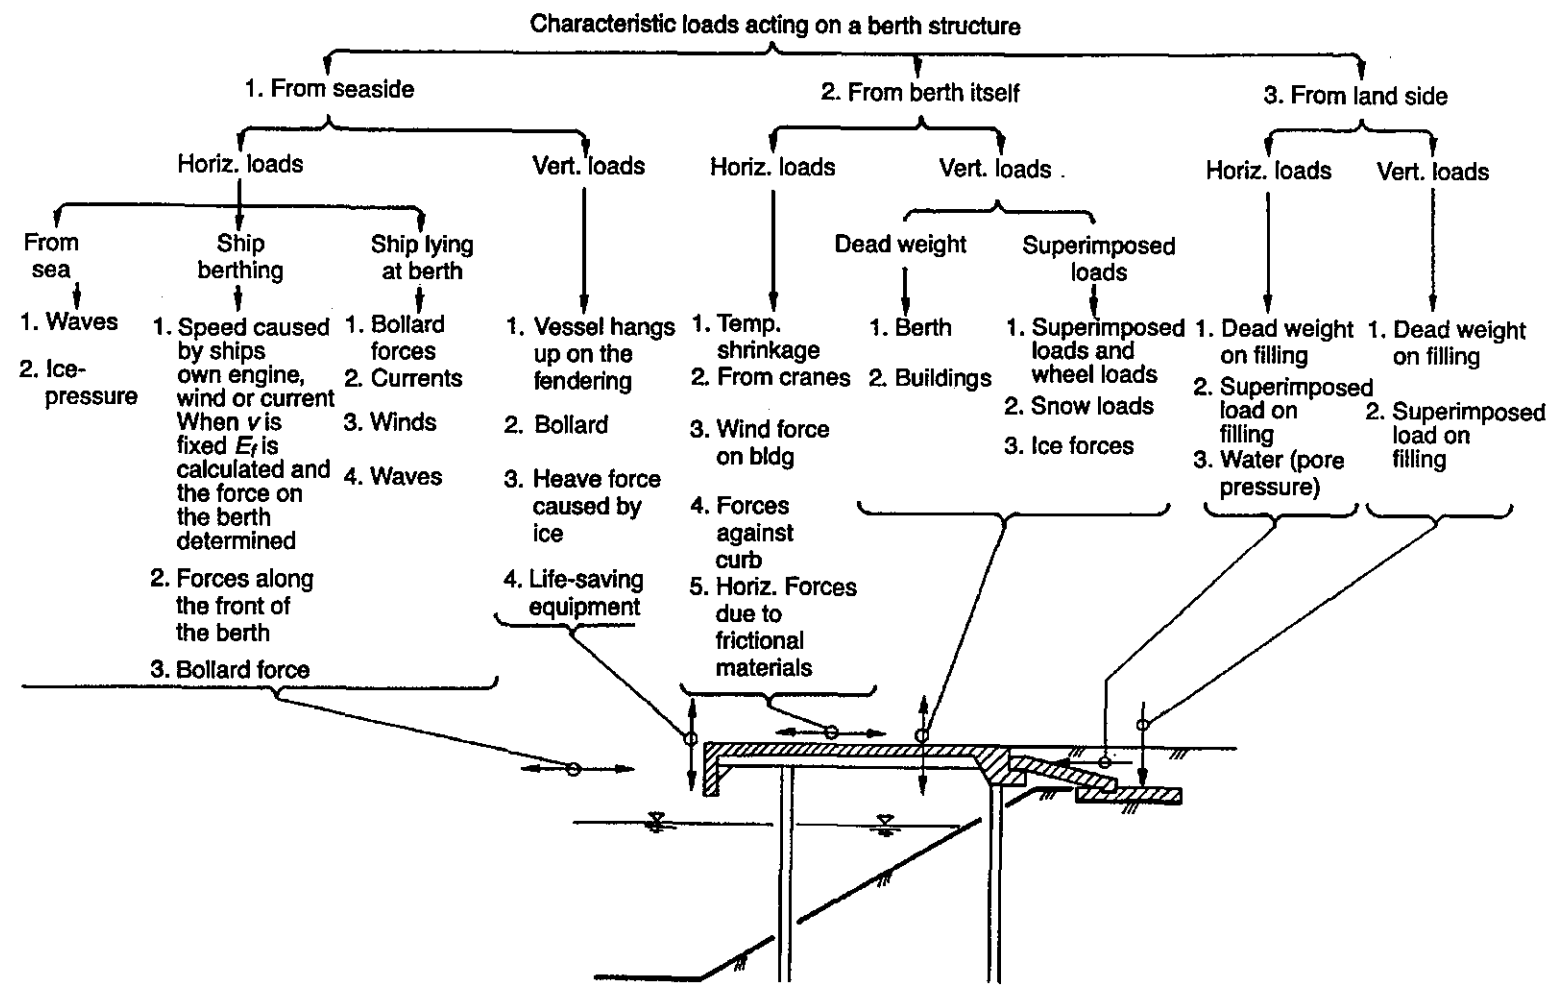 Characteristic loads acting on a berth structure
1. From seaside
2. From berth itself
3. From land side
Horiz. loads
Vert. loads
Horiz. loads
Vert. loads
Horiz. loads
Vert. loads
From
sea
Ship
berthing
Ship lying
at berth
Dead weight
Superimposed
loads
1. Waves
2. Ice-
pressure
1. Speed caused
by ships
own engine,
wind or current
When v is
fixed Ef is
calculated and
the force on
the berth
determined
2. Forces along
the front of
the berth
3. Bollard force
1. Bollard
forces
2. Currents
3. Winds
4. Waves
1. Vessel hangs
up on the
fendering
2. Bollard
3. Heave force
caused by
ice
4. Life-saving
equipment
1. Temp.
shrinkage
2. From cranes
3. Wind force
on bldg
4. Forces
against
curb
5. Horiz. Forces
due to
frictional
materials
1. Berth
2. Buildings
1. Superimposed
loads and
wheel loads
2. Snow loads
3. Ice forces
1. Dead weight
on filling
2. Superimposed
load on
filling
3. Water (pore
pressure)
1. Dead weight
on filling
2. Superimposed
load on
filling